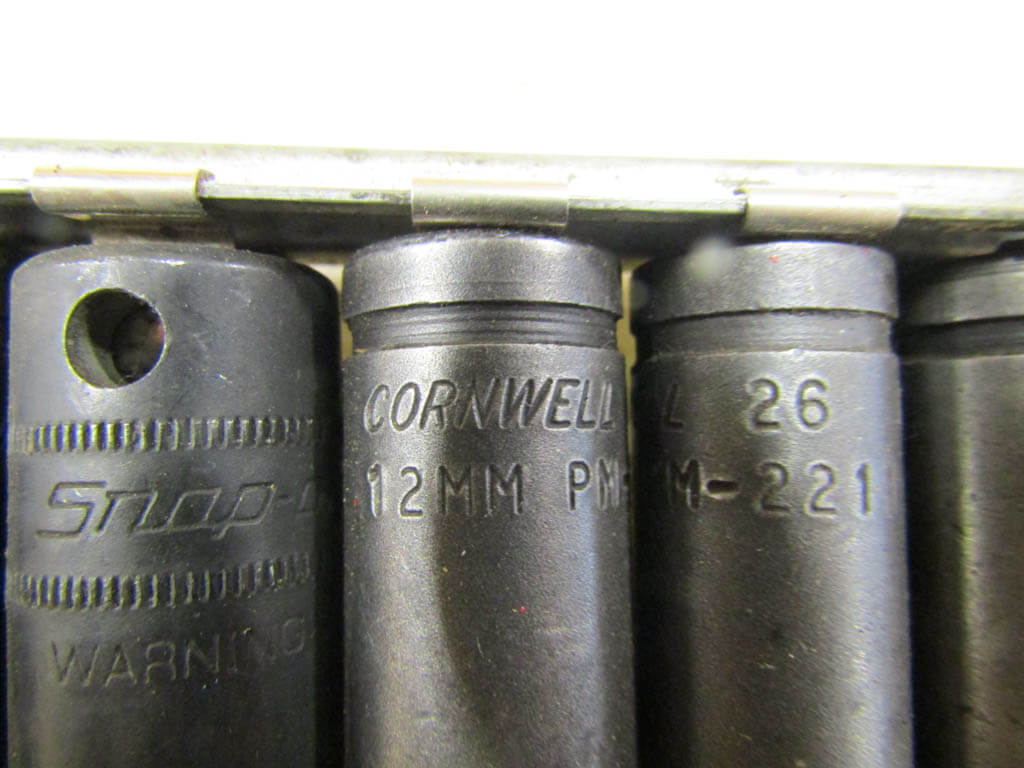 Snap-
WARNING
CORNWELL
12MM PM-
L 26
M-221